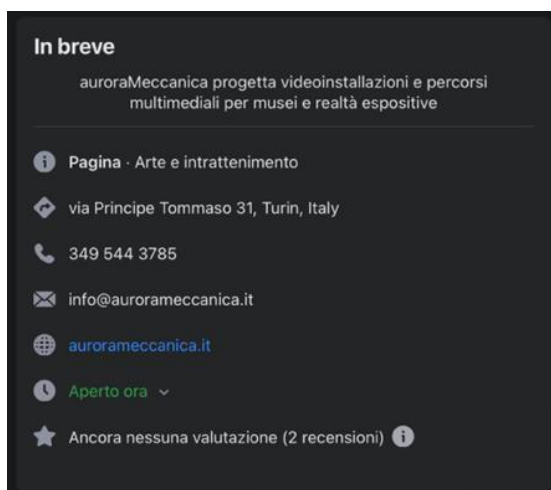 In breve
auroraMeccanica progetta videoinstallazioni e percorsi
multimediali per musei e realtà espositive
Pagina · Arte e intrattenimento
via Principe Tommaso 31, Turin, Italy
349 544 3785
info@aurorameccanica.it
aurorameccanica.it
Aperto ora
Ancora nessuna valutazione (2 recensioni)